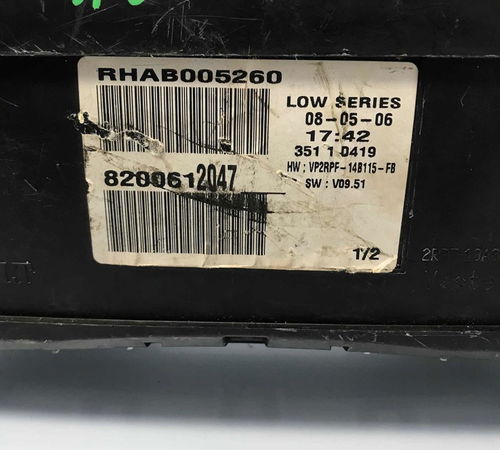 RHAB005260
LOW SERIES
08-05-06
17:42
351 1 0419
8200612047
HW : VP2RPF-14B115-FB
SW : V09.51
1/2